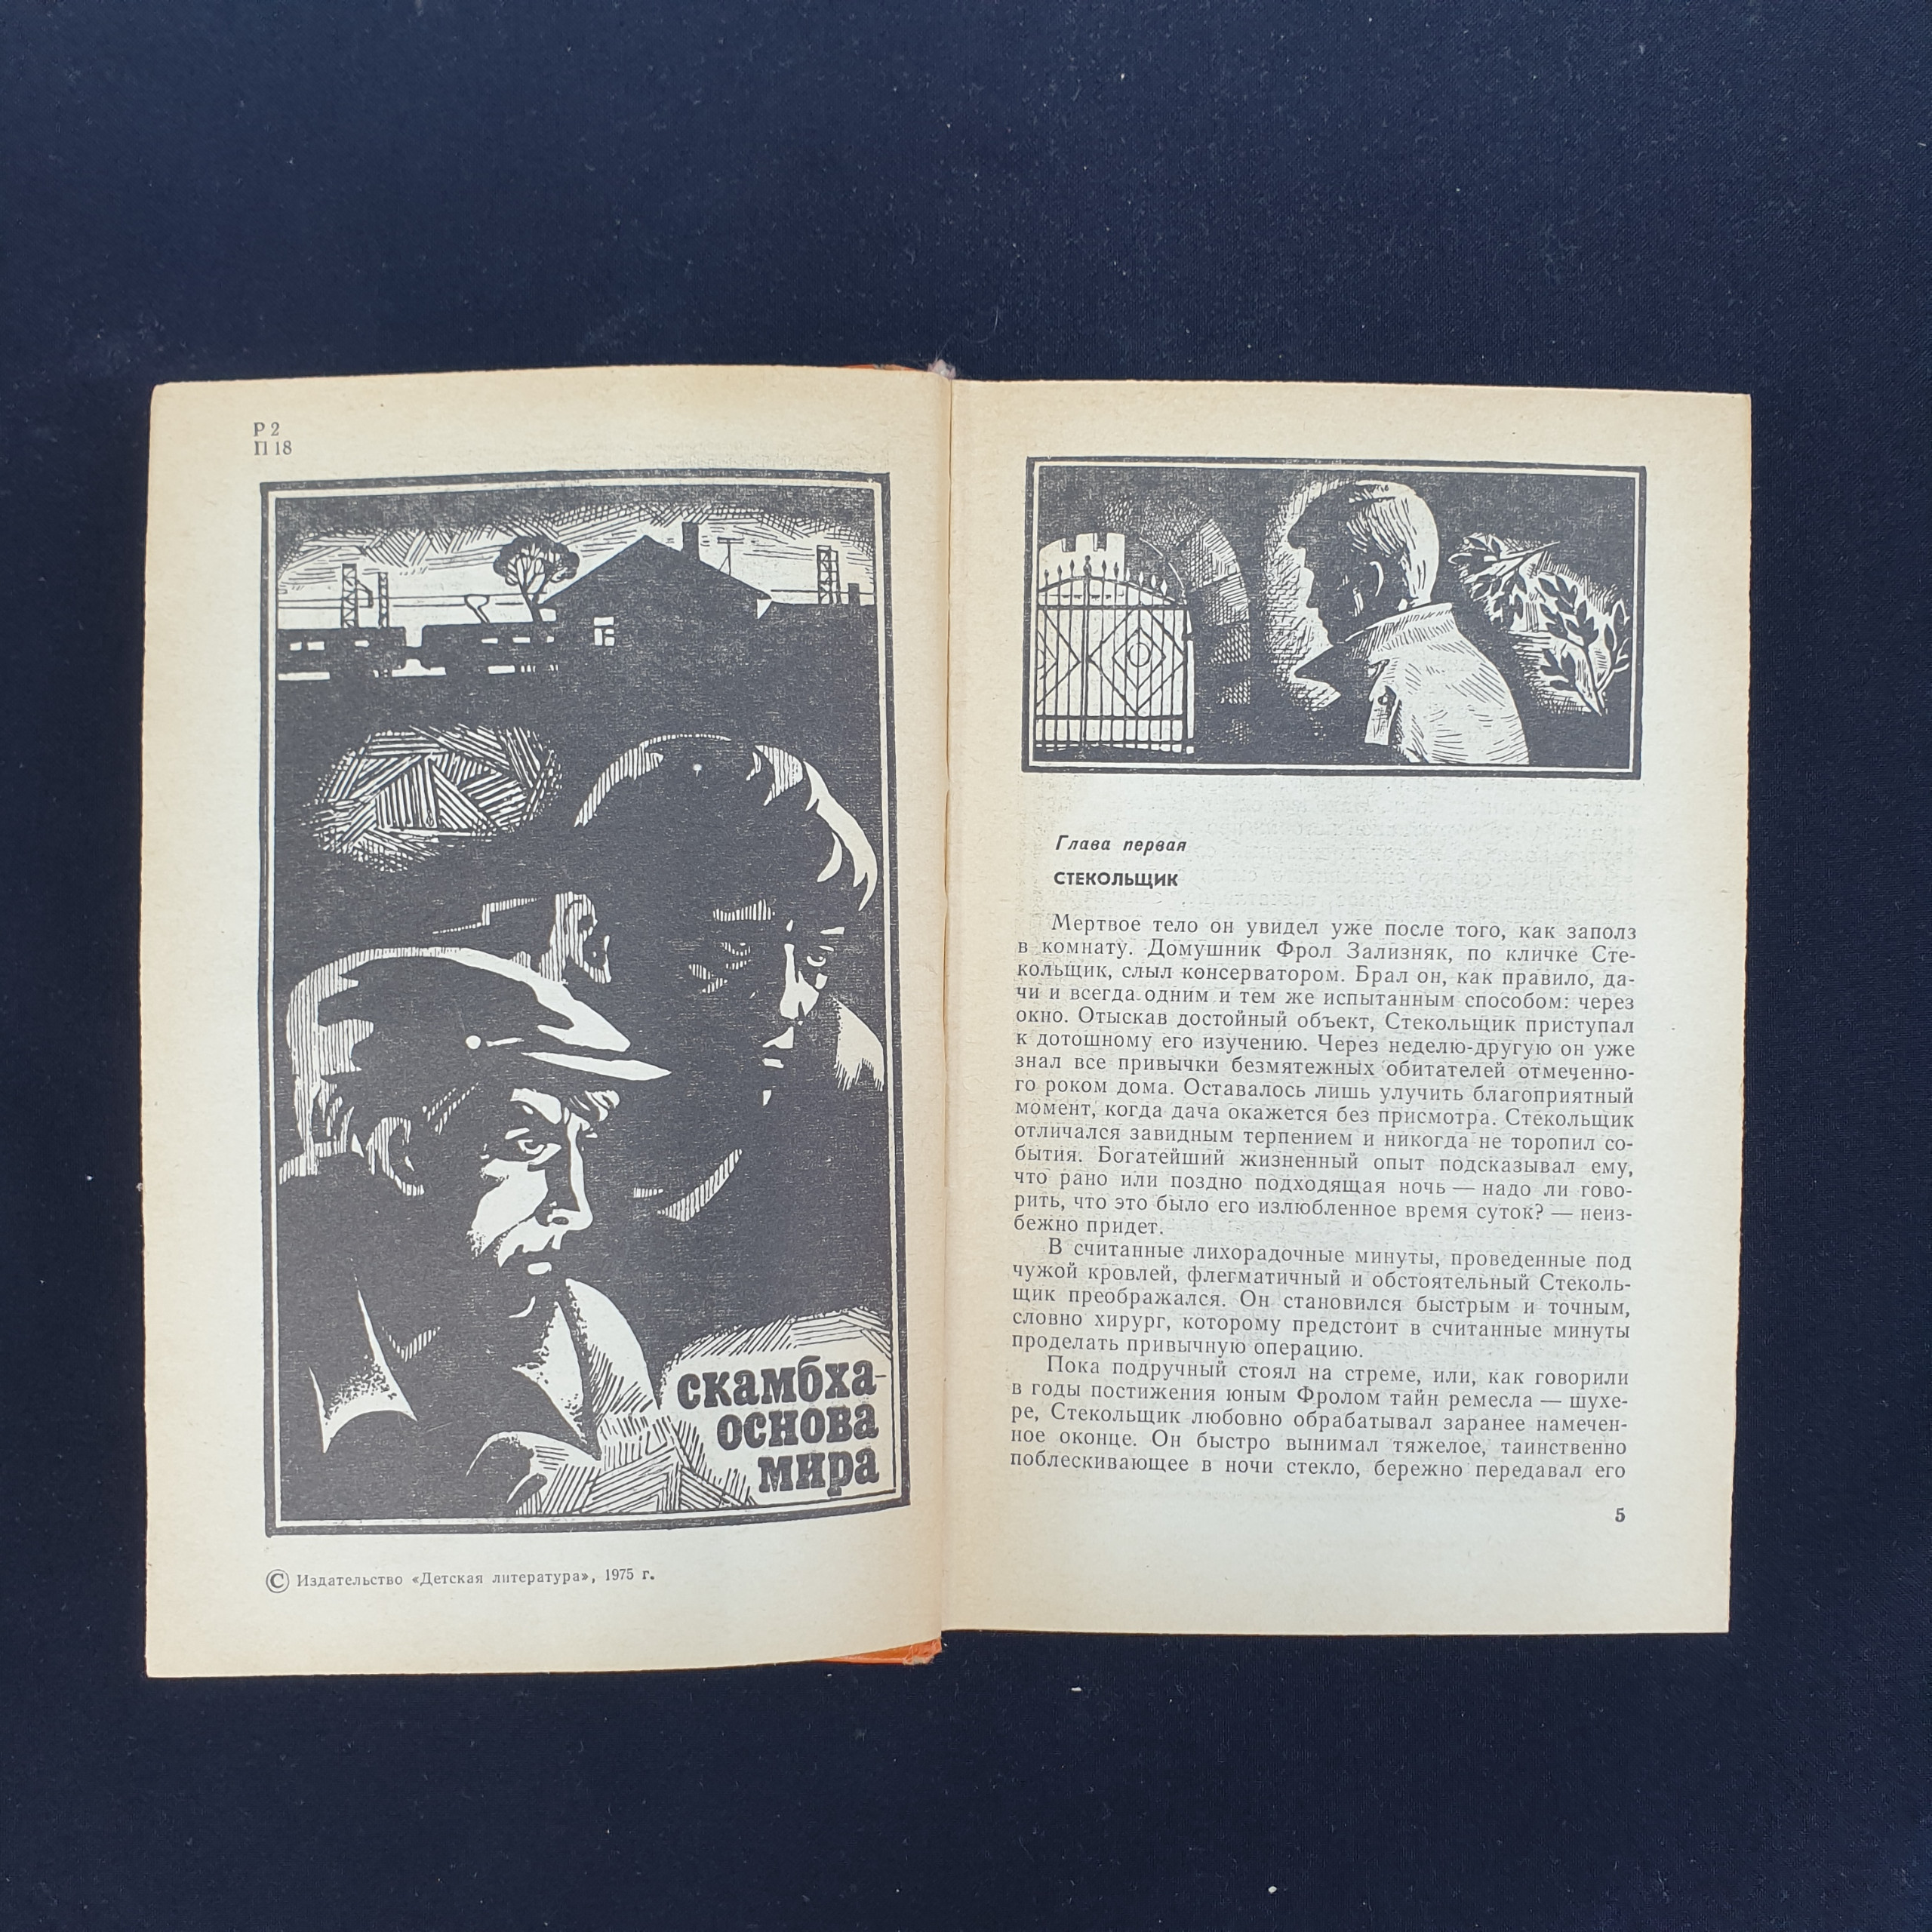 Р 2
П 18
скамбха-
основа
мира
© Издательство «Детская литература», 1975 г.
Глава первая
СТЕКОЛЬЩИК
Мертвое тело он увидел уже после того, как заполз
в комнату. Домушник Фрол Зализняк, по кличке Сте-
кольщик, слыл консерватором. Брал он, как правило, да-
чи и всегда одним и тем же испытанным способом: через
окно. Отыскав достойный объект, Стекольщик приступал
к дотошному его изучению. Через неделю-другую он уже
знал все привычки безмятежных обитателей отмеченно-
го роком дома. Оставалось лишь улучить благоприятный
момент, когда дача окажется без присмотра. Стекольщик
отличался завидным терпением и никогда не торопил со-
бытия. Богатейший жизненный опыт подсказывал ему,
что рано или поздно подходящая ночь — надо ли гово-
рить, что это было его излюбленное время суток? — неиз-
бежно придет.
В считанные лихорадочные минуты, проведенные под
чужой кровлей, флегматичный и обстоятельный Стеколь-
щик преображался. Он становился быстрым и точным,
словно хирург, которому предстоит в считанные минуты
проделать привычную операцию.
Пока подручный стоял на стреме, или, как говорили
в годы постижения юным Фролом тайн ремесла — шухе-
ре, Стекольщик любовно обрабатывал заранее намечен-
ное оконце. Он быстро вынимал тяжелое, таинственно
поблескивающее в ночи стекло, бережно передавал его
5